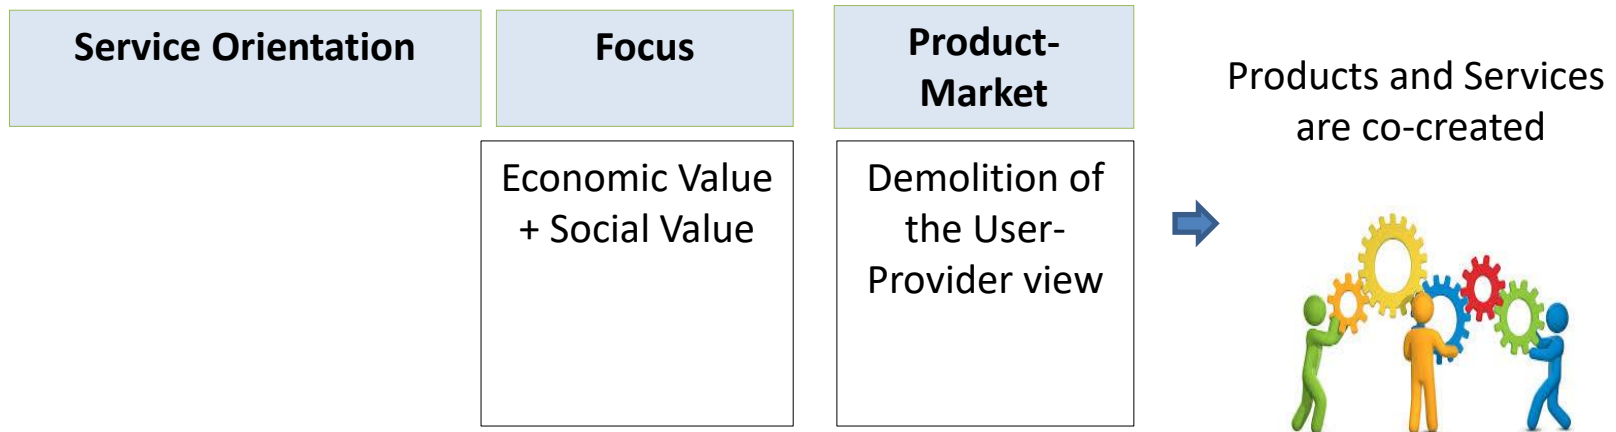 Service Orientation
Focus
Product-
Market
Economic Value
+ Social Value
Demolition of
the User-
Provider view
Products and Services
are co-created